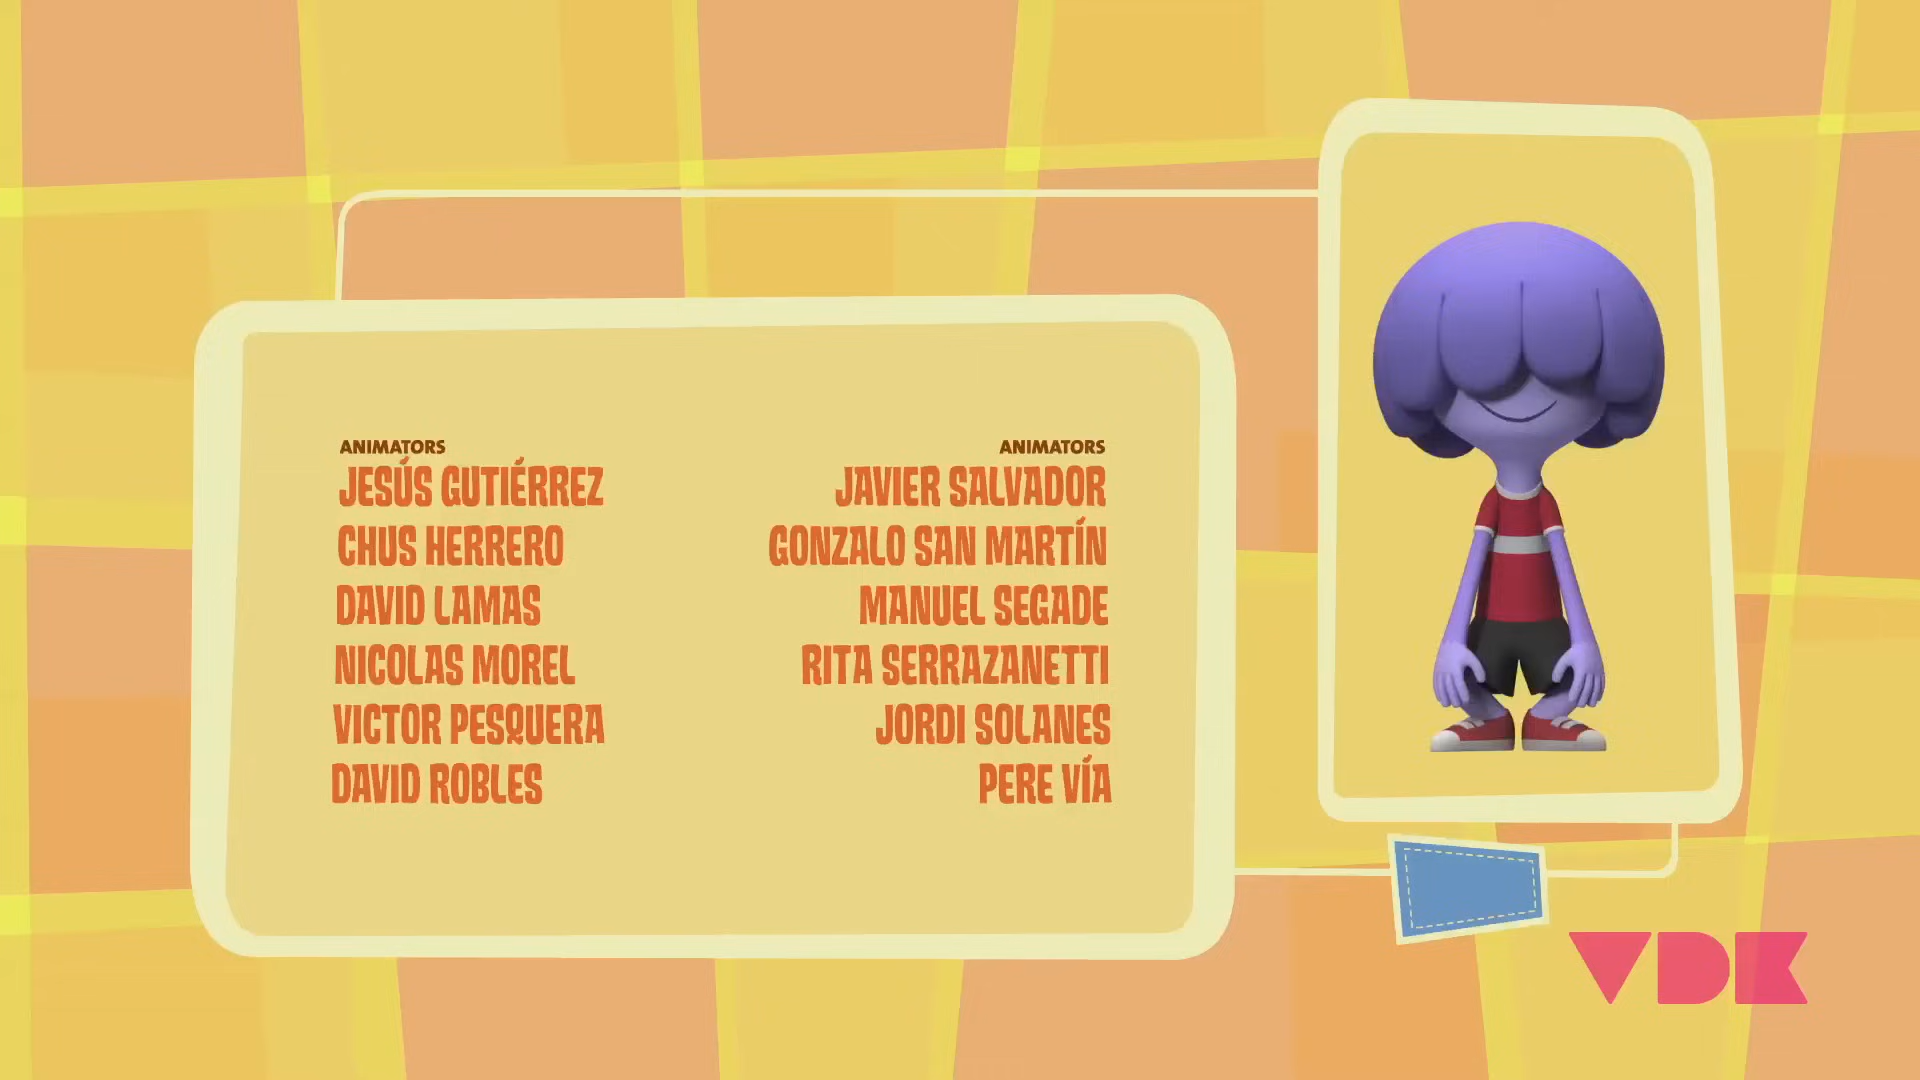 ANIMATORS
JESÚS GUTIÉRREZ
CHUS HERRERO
DAVID LAMAS
NICOLAS MOREL
VICTOR PESQUERA
DAVID ROBLES
ANIMATORS
JAVIER SALVADOR
GONZALO SAN MARTÍN
MANUEL SEGADE
RITA SERRAZANETTI
JORDI SOLANES
PERE VÍA
VDK